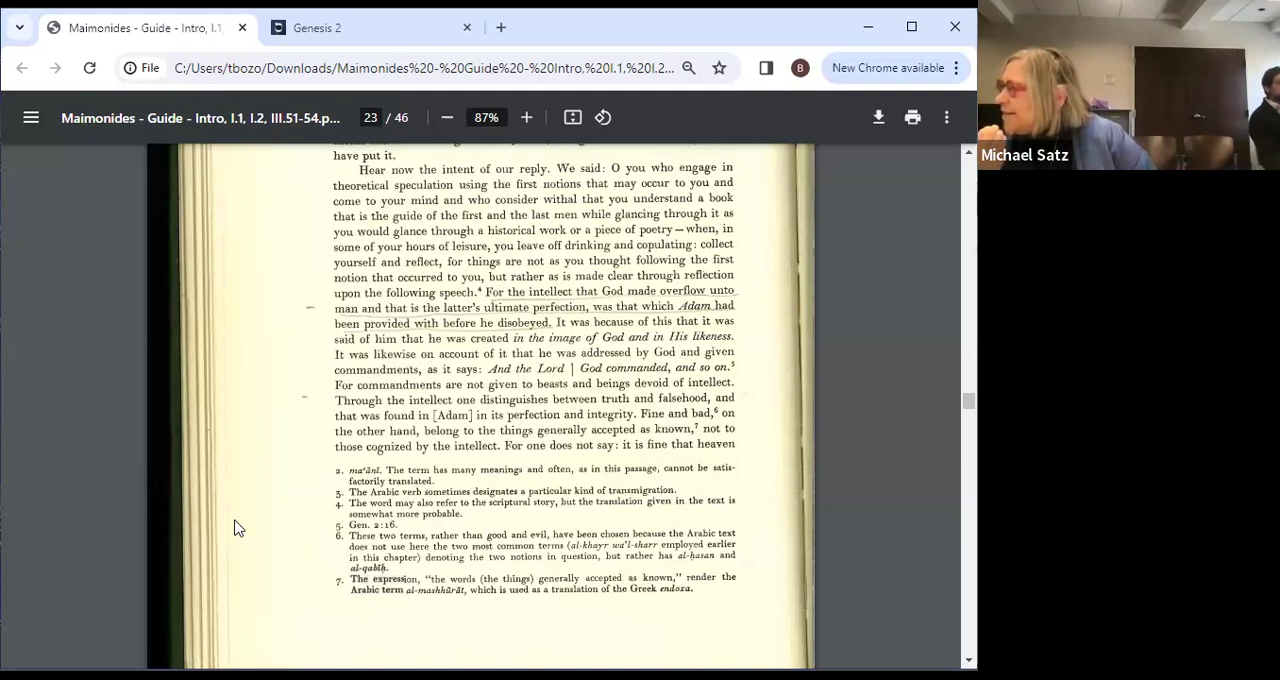 Maimonides - Guide - Intro, I.1,
Genesis 2
File
C:/Users/tbozo/Downloads/Maimonides%20-%20Guide%20-%20Intro,%20I.1,%20I.2...
B
New Chrome available
Maimonides - Guide - Intro, I.1, I.2, III.51-54.p...
23 / 46
87%
Michael Satz
have put it.
Hear now the intent of our reply. We said: O you who engage in
theoretical speculation using the first notions that may occur to you and
come to your mind and who consider withal that you understand a book
that is the guide of the first and the last men while glancing through it as
you would glance through a historical work or a piece of poetry—when, in
some of your hours of leisure, you leave off drinking and copulating: collect
yourself and reflect, for things are not as you thought following the first
notion that occurred to you, but rather as is made clear through reflection
upon the following speech.⁴ For the intellect that God made overflow unto
man and that is the latter's ultimate perfection, was that which Adam had
been provided with before he disobeyed. It was because of this that it was
said of him that he was created in the image of God and in His likeness.
It was likewise on account of it that he was addressed by God and given
commandments, as it says: And the Lord | God commanded, and so on.⁵
For commandments are not given to beasts and beings devoid of intellect.
Through the intellect one distinguishes between truth and falsehood, and
that was found in [Adam] in its perfection and integrity. Fine and bad,⁶ on
the other hand, belong to the things generally accepted as known,⁷ not to
those cognized by the intellect. For one does not say: it is fine that heaven
2. maʿānī. The term has many meanings and often, as in this passage, cannot be satis-
factorily translated.
3. The Arabic verb sometimes designates a particular kind of transmigration.
4. The word may also refer to the scriptural story, but the translation given in the text is
somewhat more probable.
5. Gen. 2:16.
6. These two terms, rather than good and evil, have been chosen because the Arabic text
does not use here the two most common terms (al-khayr wa'l-sharr employed earlier
in this chapter) denoting the two notions in question, but rather has al-ḥasan and
al-qabīḥ.
7. The expression, “the words (the things) generally accepted as known,” render the
Arabic term al-mashhūrāt, which is used as a translation of the Greek endoxa.